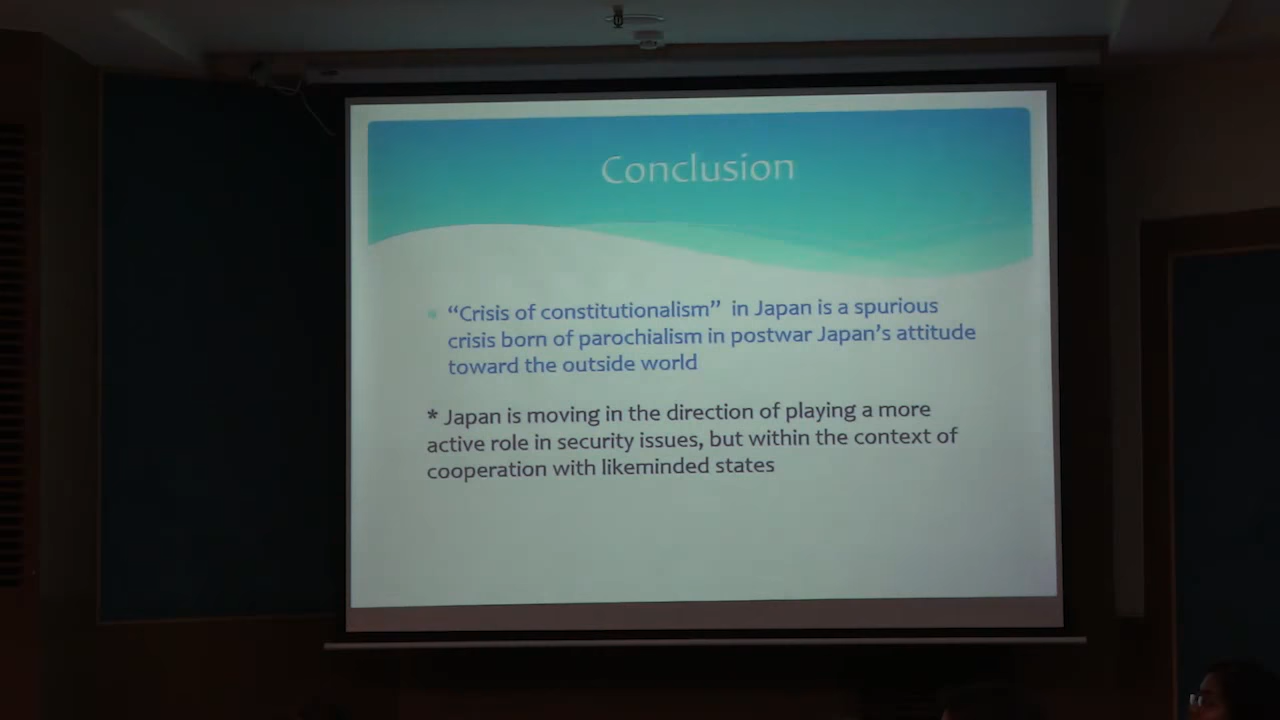 Conclusion
“Crisis of constitutionalism” in Japan is a spurious
crisis born of parochialism in postwar Japan’s attitude
toward the outside world
* Japan is moving in the direction of playing a more
active role in security issues, but within the context of
cooperation with likeminded states